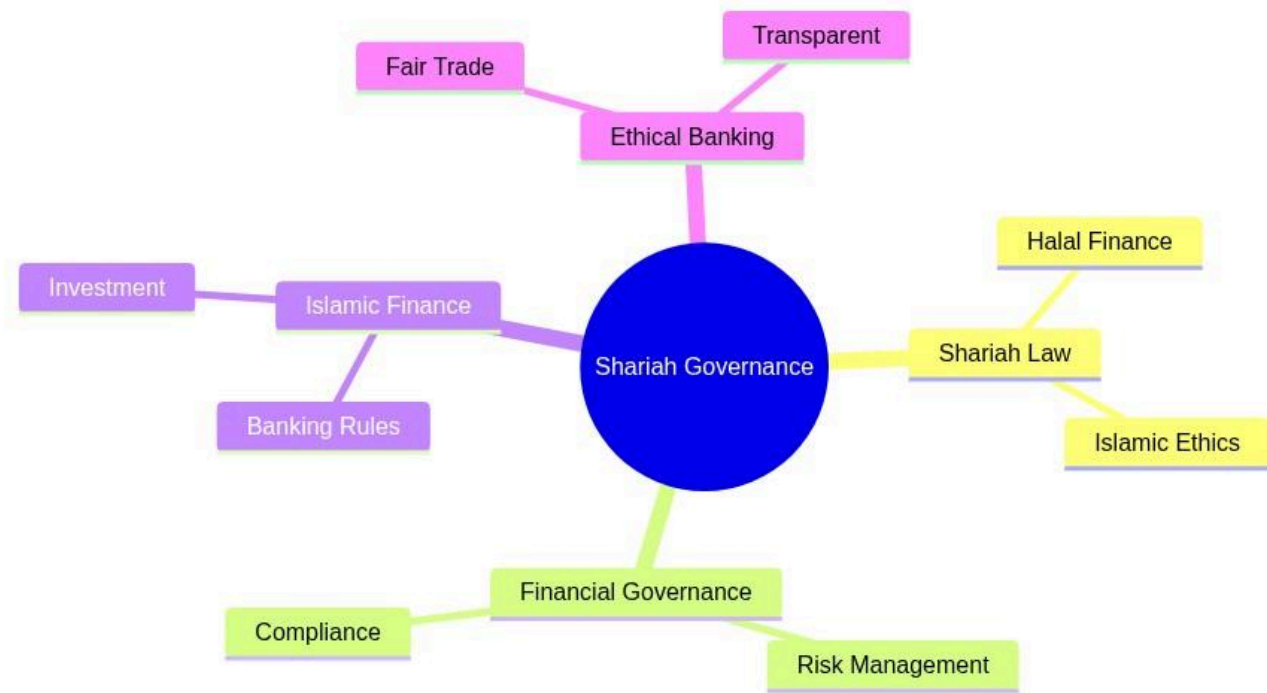 Transparent
Fair Trade
Ethical Banking
Halal Finance
Investment
Islamic Finance
Shariah Law
Shariah Governance
Banking Rules
Islamic Ethics
Financial Governance
Compliance
Risk Management